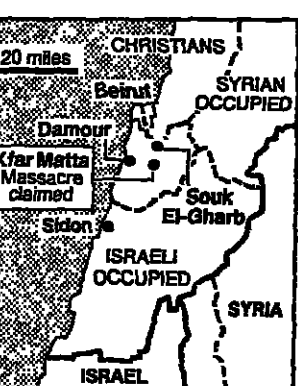 CHRISTIANS
20 miles
Beirut
SYRIAN
OCCUPIED
Damour
Kfar Matta
Massacre
claimed
Souk
El-Gharb
Sidon
ISRAELI
OCCUPIED
SYRIA
ISRAEL